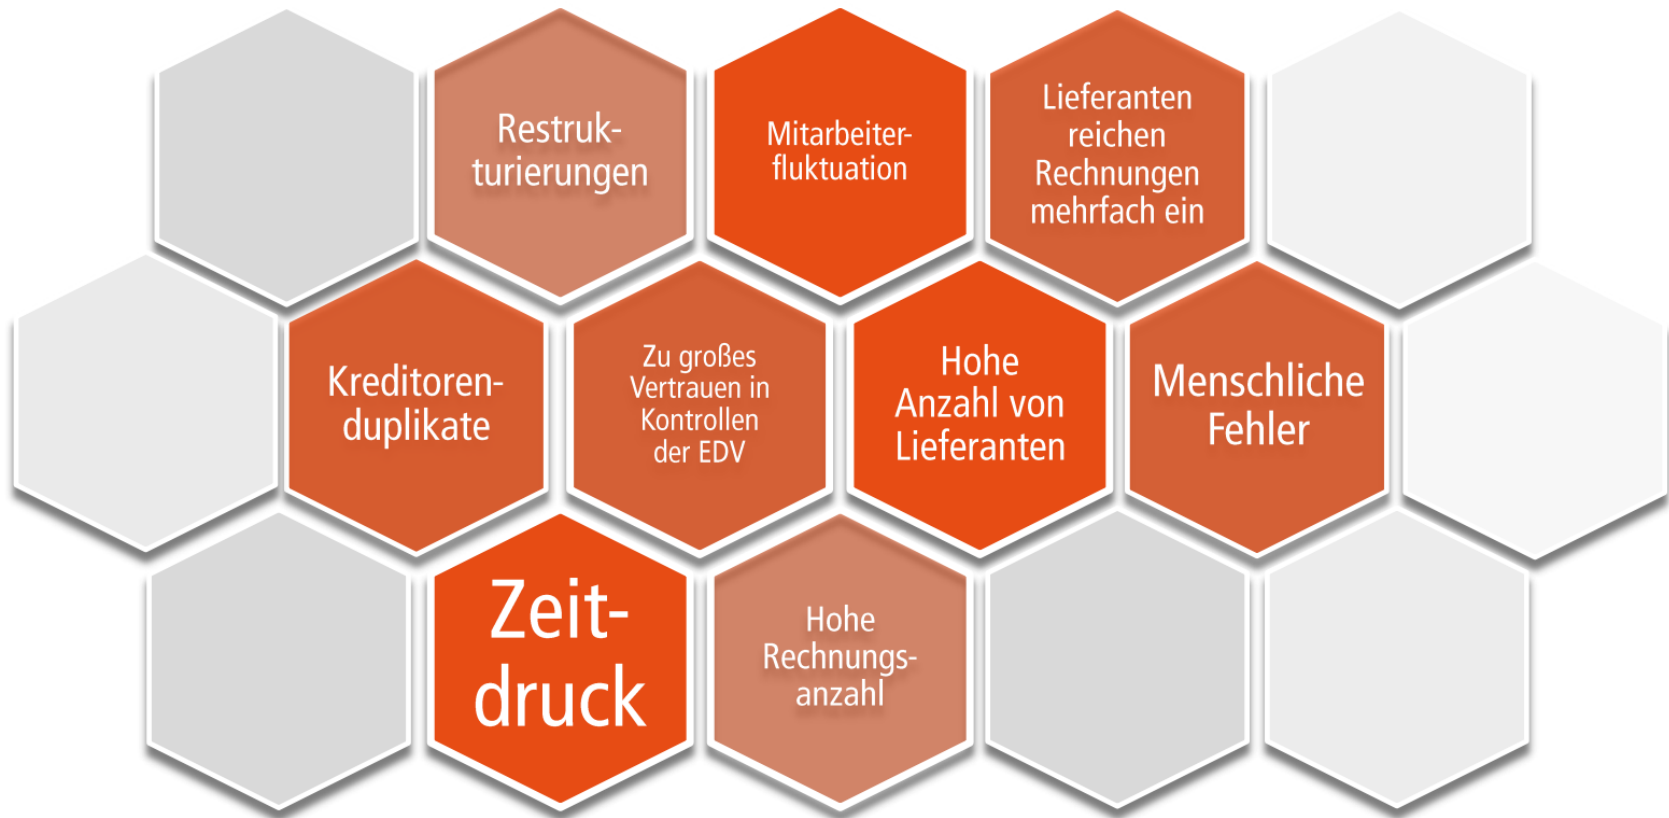 Restruk-
turierungen
Mitarbeiter-
fluktuation
Lieferanten
reichen
Rechnungen
mehrfach ein
Kreditoren-
duplikate
Zu großes
Vertrauen in
Kontrollen
der EDV
Hohe
Anzahl von
Lieferanten
Menschliche
Fehler
Zeit-
druck
Hohe
Rechnungs-
anzahl